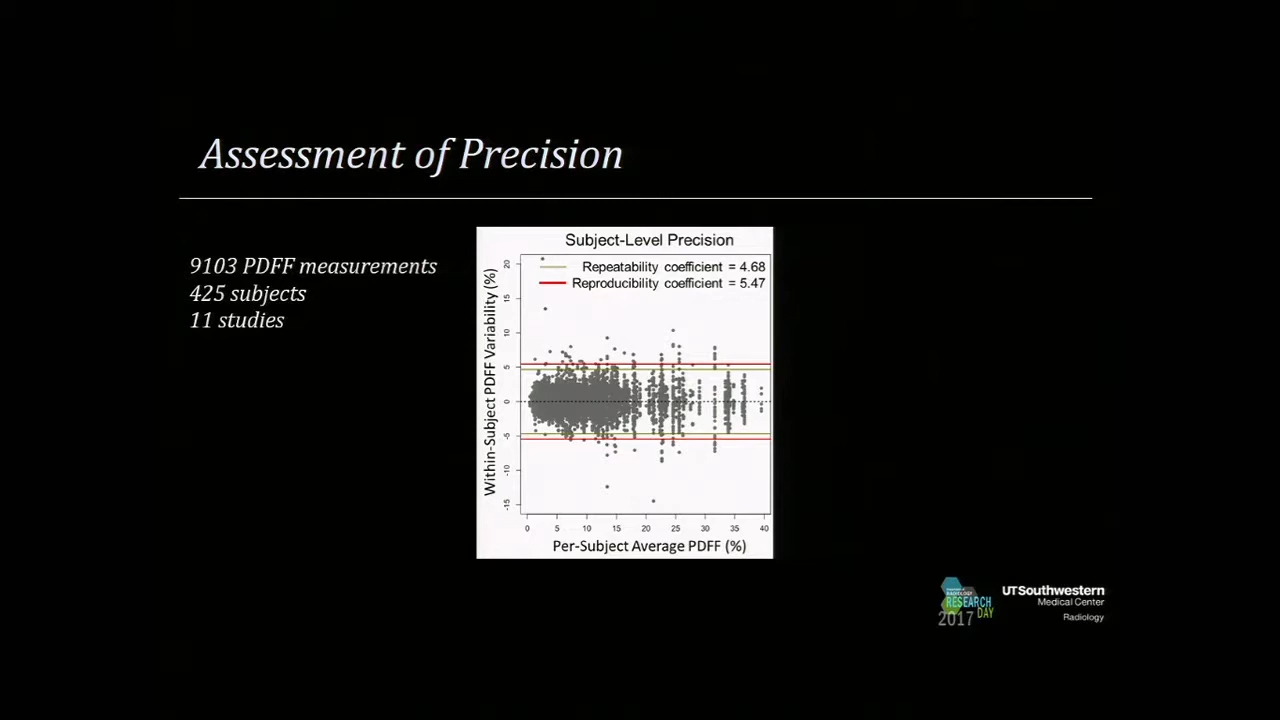 Assessment of Precision
9103 PDFF measurements
425 subjects
11 studies
Subject-Level Precision
Repeatability coefficient = 4.68
Reproducibility coefficient = 5.47
Within-Subject PDFF Variability (%)
20
15
10
5
0
-5
-10
-15
0 5 10 15 20 25 30 35 40
Per-Subject Average PDFF (%)
RADIOLOGY
RESEARCH
DAY
2017
UTSouthwestern
Medical Center
Radiology